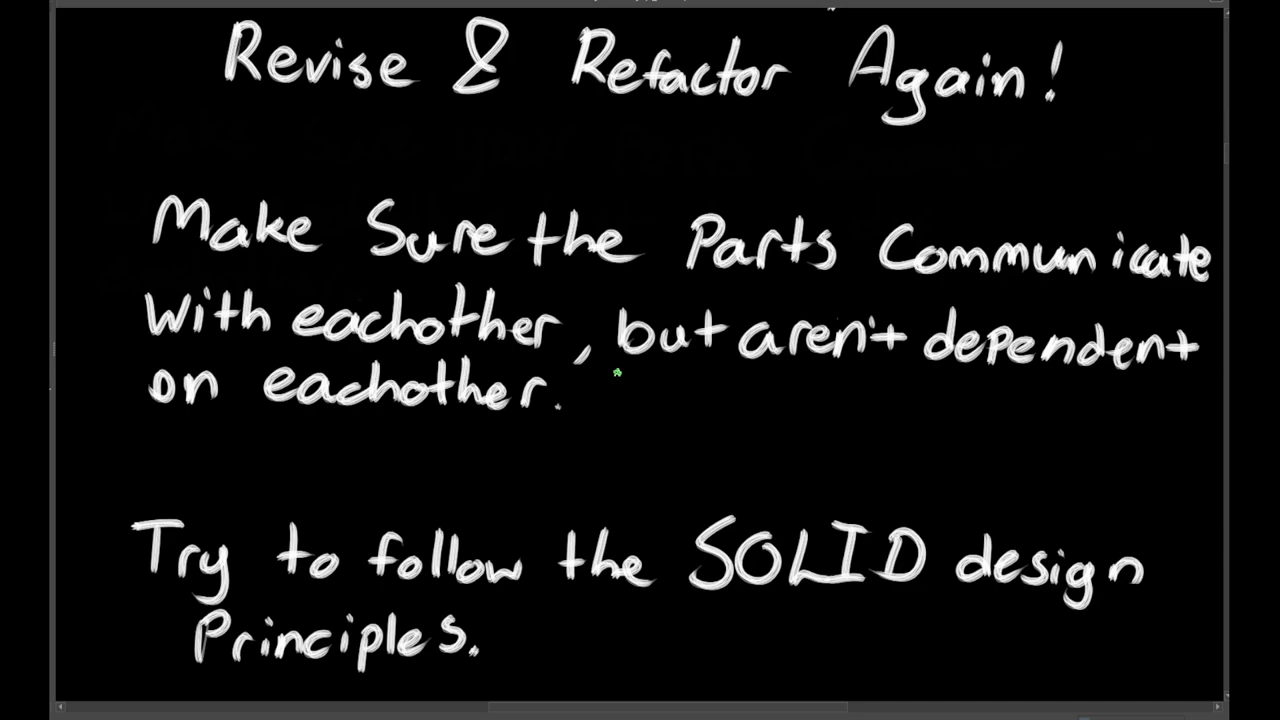 Revise & Refactor Again!
Make Sure the Parts Communicate
with eachother, but aren't dependent
on eachother.
Try to follow the SOLID design
Principles.